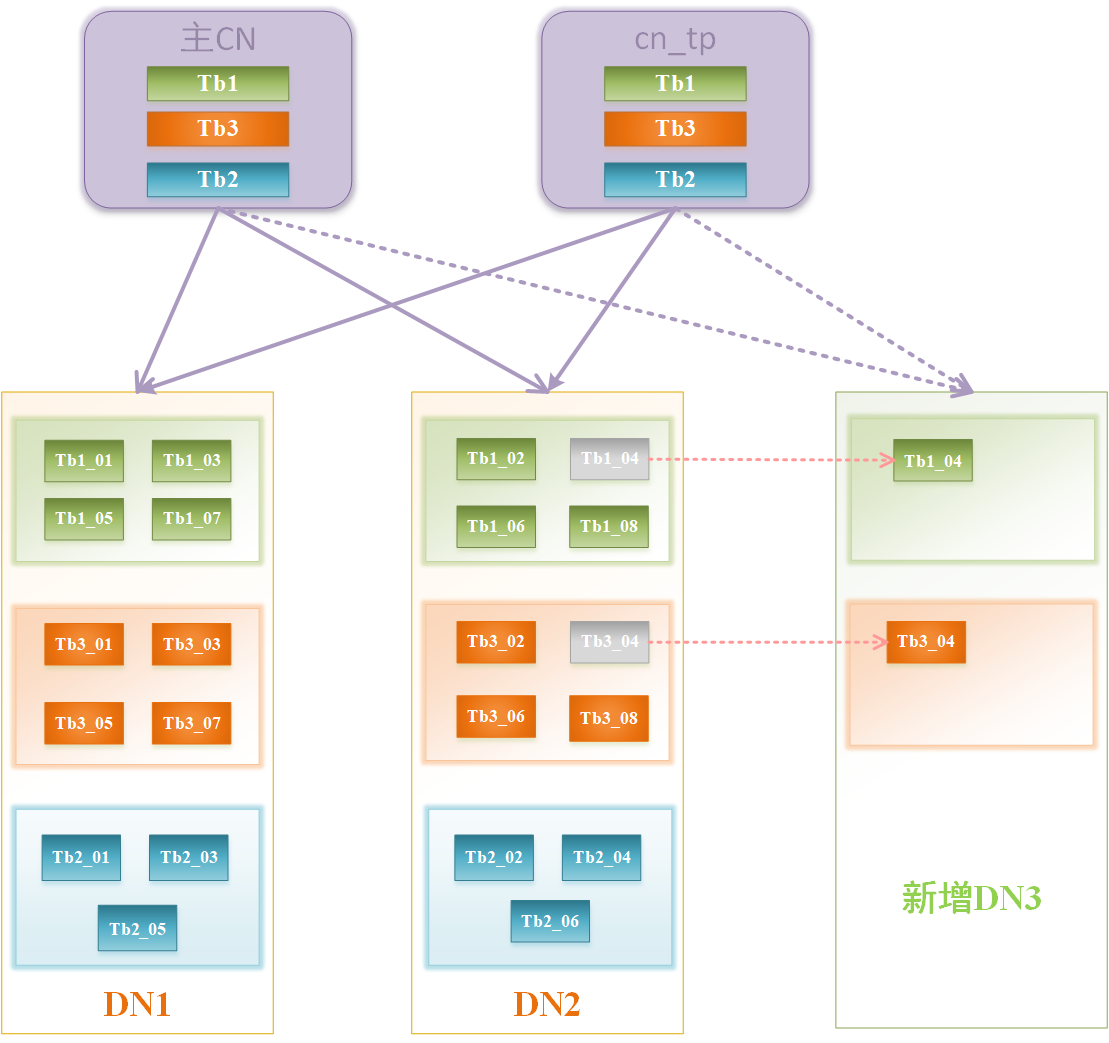 主CN
Tb1
Tb3
Tb2
cn_tp
Tb1
Tb3
Tb2
Tb1_01
Tb1_03
Tb1_05
Tb1_07
Tb3_01
Tb3_03
Tb3_05
Tb3_07
Tb2_01
Tb2_03
Tb2_05
DN1
Tb1_02
Tb1_04
Tb1_06
Tb1_08
Tb3_02
Tb3_04
Tb3_06
Tb3_08
Tb2_02
Tb2_04
Tb2_06
DN2
Tb1_04
Tb3_04
新增DN3